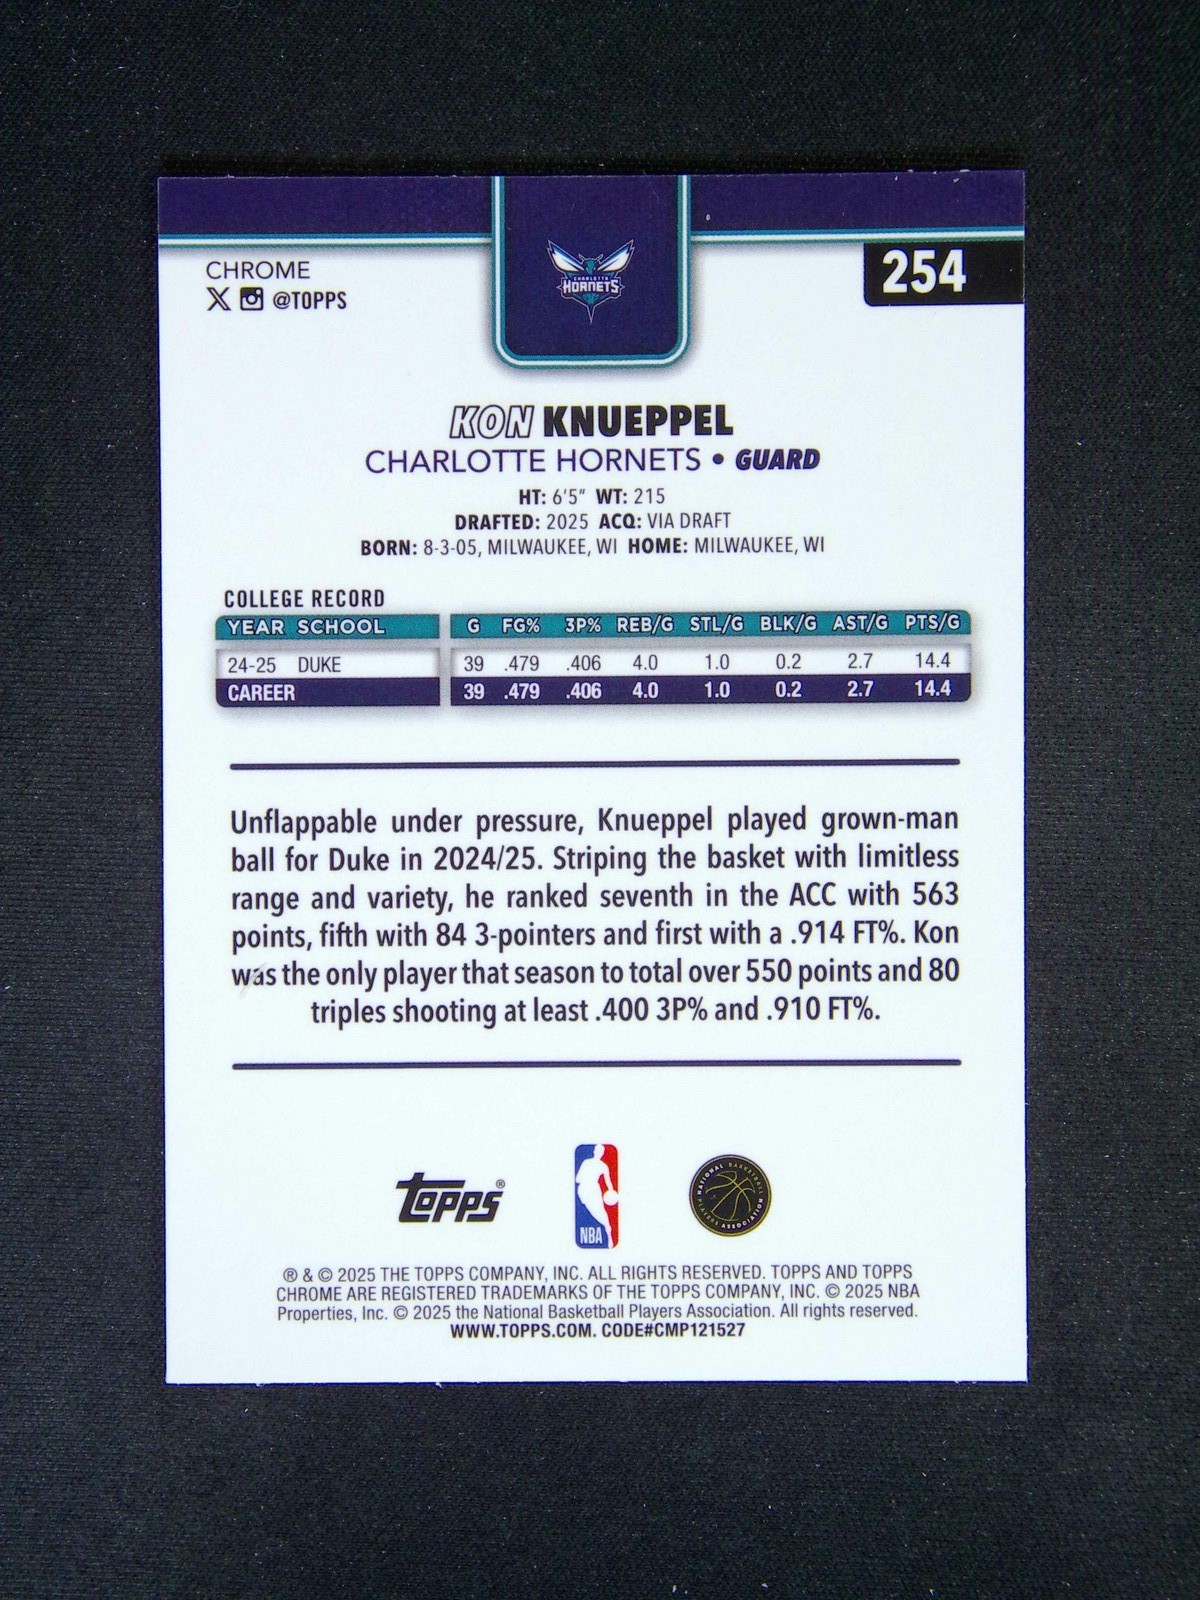 CHROME
@TOPPS
CHARLOTTE
HORNETS
254
KON KNUEPPEL
CHARLOTTE HORNETS • GUARD
HT: 6'5" WT: 215
DRAFTED: 2025 ACQ: VIA DRAFT
BORN: 8-3-05, MILWAUKEE, WI HOME: MILWAUKEE, WI
COLLEGE RECORD
YEAR SCHOOL G FG% 3P% REB/G STL/G BLK/G AST/G PTS/G
24-25 DUKE 39 .479 .406 4.0 1.0 0.2 2.7 14.4
CAREER 39 .479 .406 4.0 1.0 0.2 2.7 14.4
Unflappable under pressure, Knueppel played grown-man
ball for Duke in 2024/25. Striping the basket with limitless
range and variety, he ranked seventh in the ACC with 563
points, fifth with 84 3-pointers and first with a .914 FT%. Kon
was the only player that season to total over 550 points and 80
triples shooting at least .400 3P% and .910 FT%.
Topps®
NBA
NATIONAL BASKETBALL
PLAYERS ASSOCIATION
® & © 2025 THE TOPPS COMPANY, INC. ALL RIGHTS RESERVED. TOPPS AND TOPPS
CHROME ARE REGISTERED TRADEMARKS OF THE TOPPS COMPANY, INC. © 2025 NBA
Properties, Inc. © 2025 the National Basketball Players Association. All rights reserved.
WWW.TOPPS.COM. CODE#CMP121527